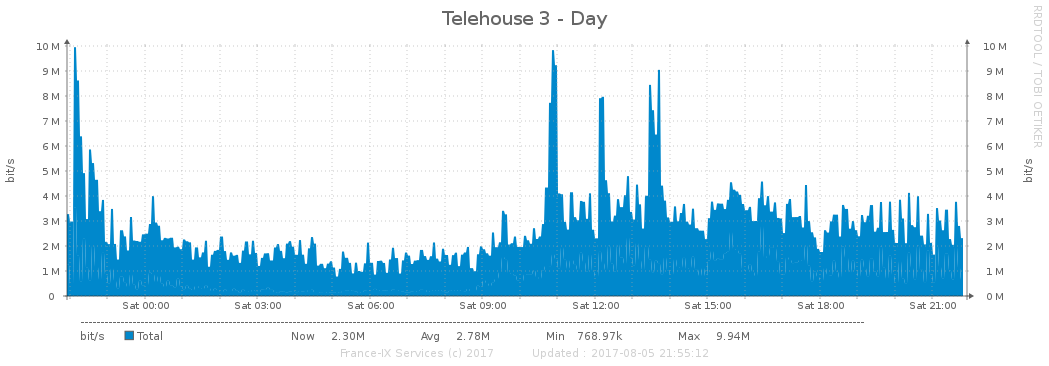 Telehouse 3 - Day
RRDTOOL / TOBI OETIKER
bit/s
bit/s
10 M 10 M
9 M 9 M
8 M 8 M
7 M 7 M
6 M 6 M
5 M 5 M
4 M 4 M
3 M 3 M
2 M 2 M
1 M 1 M
0 0 M
Sat 00:00 Sat 03:00 Sat 06:00 Sat 09:00 Sat 12:00 Sat 15:00 Sat 18:00 Sat 21:00
bit/s Total Now 2.30M Avg 2.78M Min 768.97k Max 9.94M
France-IX Services (c) 2017 Updated : 2017-08-05 21:55:12